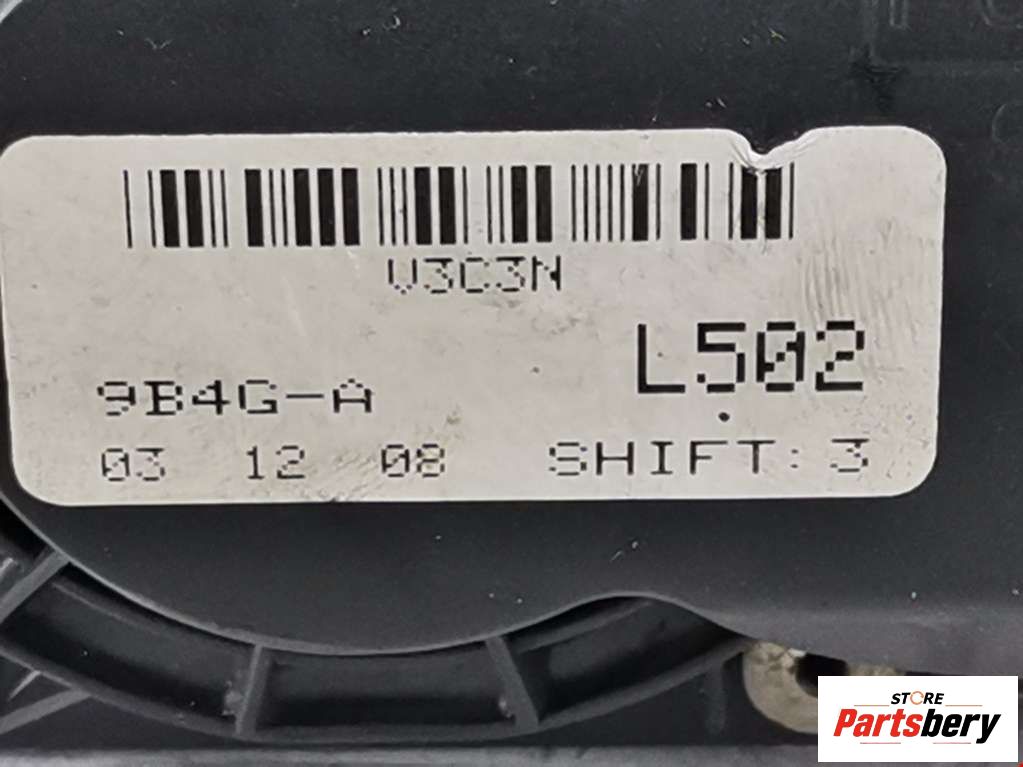 V3C3N
L502
9B4G-A
03 12 08 SHIFT: 3
STORE
Partsbery